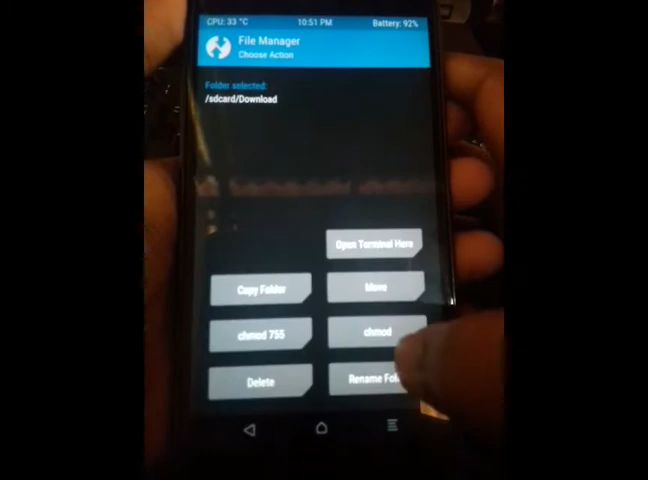 CPU: 33 °C 10:51 PM Battery: 92%
File Manager
Choose Action
Folder selected:
/sdcard/Download
Open Terminal Here
Copy Folder Move
chmod 755 chmod
Delete Rename